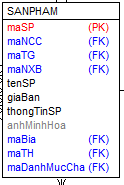 SANPHAM
maSP (PK)
maNCC (FK)
maTG (FK)
maNXB (FK)
tenSP
giaBan
thongTinSP
anhMinhHoa
maBia (FK)
maTH (FK)
maDanhMucCha (FK)